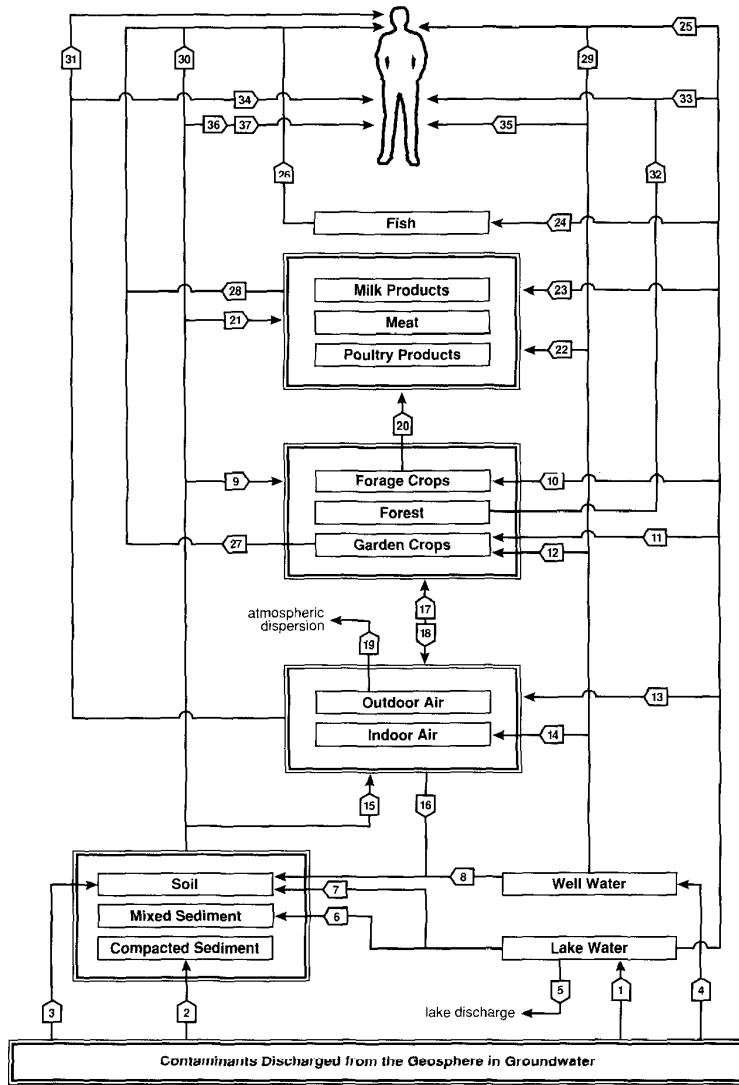 31
30
29
25
34
33
36
37
35
26
32
Fish
24
28
Milk Products
23
21
Meat
Poultry Products
22
20
9
Forage Crops
10
Forest
27
Garden Crops
11
12
atmospheric
dispersion
17
18
19
Outdoor Air
13
Indoor Air
14
15
16
Soil
7
8
Well Water
Mixed Sediment
6
Compacted Sediment
Lake Water
3
2
lake discharge
5
1
4
Contaminants Discharged from the Geosphere in Groundwater